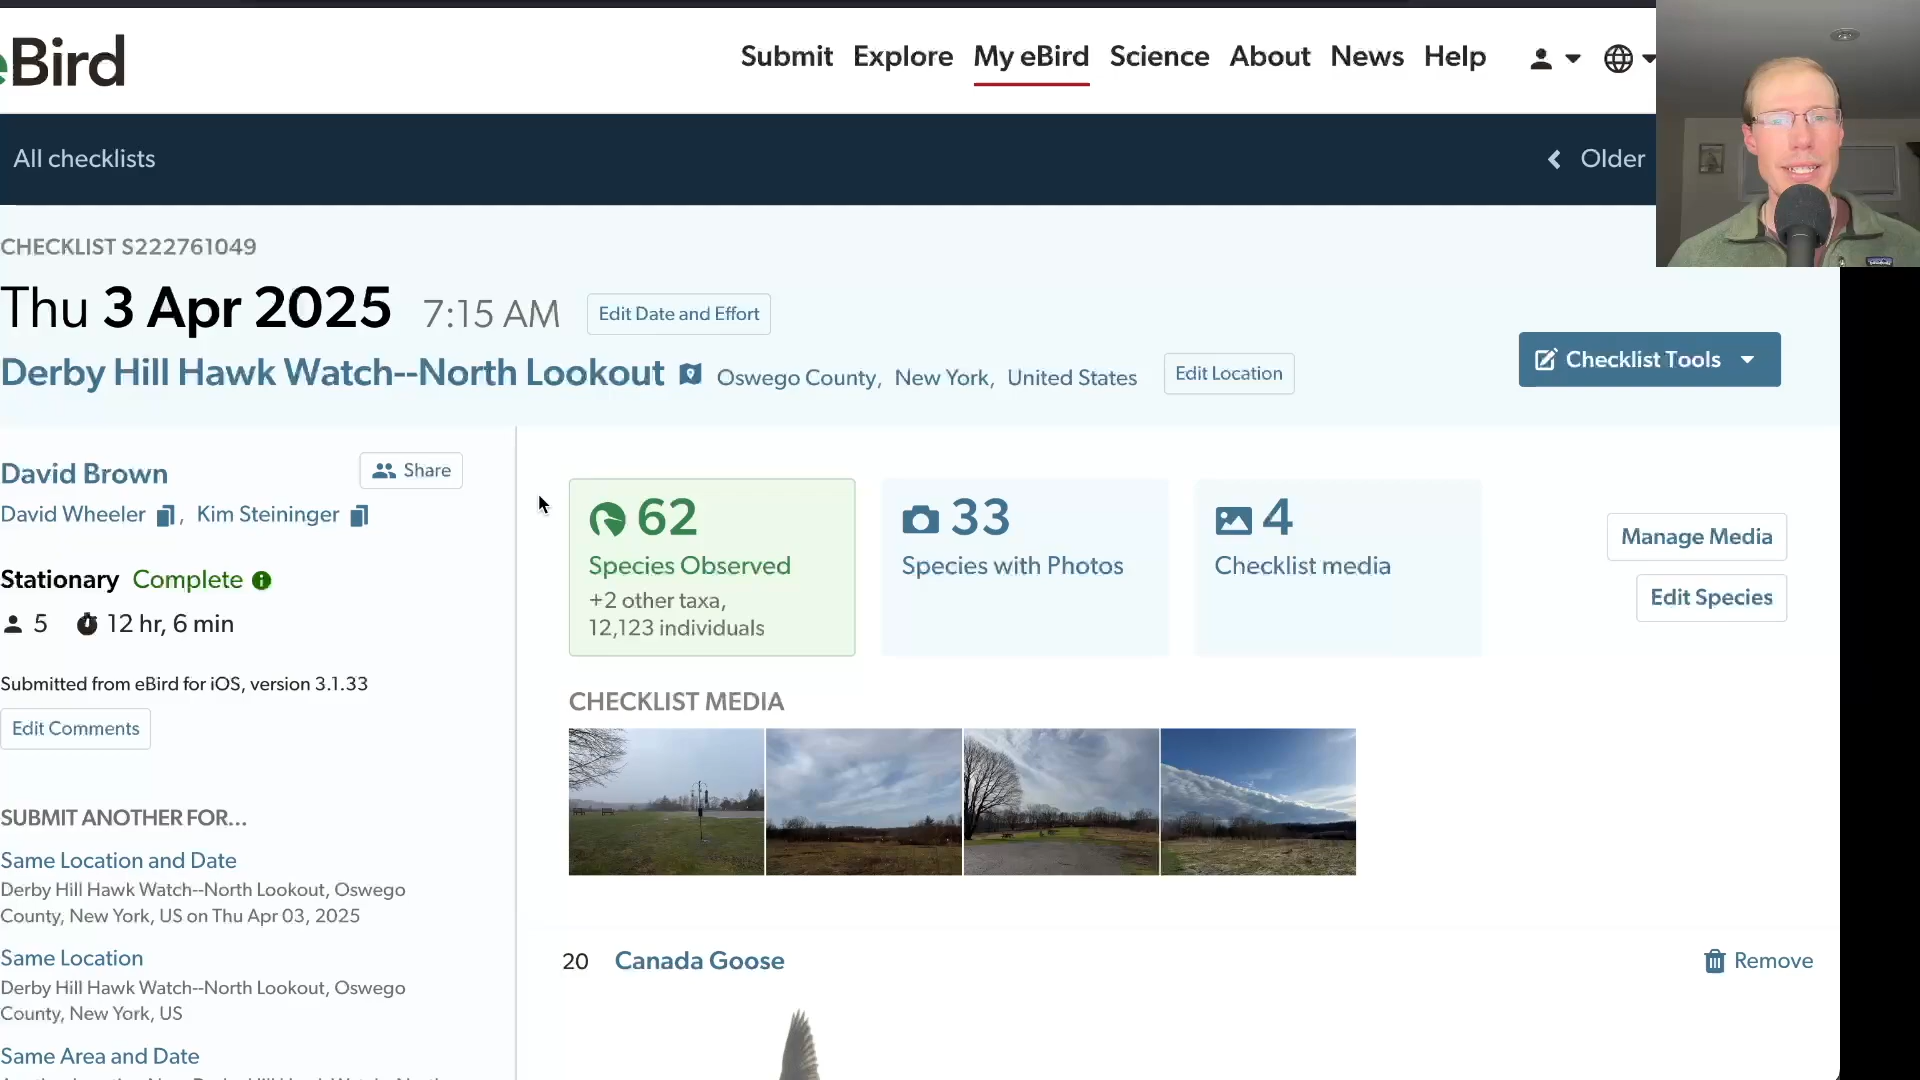 eBird
Submit Explore My eBird Science About News Help
All checklists
Older
CHECKLIST S222761049
Thu 3 Apr 2025 7:15 AM Edit Date and Effort
Derby Hill Hawk Watch--North Lookout Oswego County, New York, United States Edit Location
Checklist Tools
David Brown Share
David Wheeler , Kim Steininger
Stationary Complete
5 12 hr, 6 min
Submitted from eBird for iOS, version 3.1.33
Edit Comments
SUBMIT ANOTHER FOR...
Same Location and Date
Derby Hill Hawk Watch--North Lookout, Oswego
County, New York, US on Thu Apr 03, 2025
Same Location
Derby Hill Hawk Watch--North Lookout, Oswego
County, New York, US
Same Area and Date
62
Species Observed
+2 other taxa,
12,123 individuals
33
Species with Photos
4
Checklist media
Manage Media
Edit Species
CHECKLIST MEDIA
20 Canada Goose
Remove